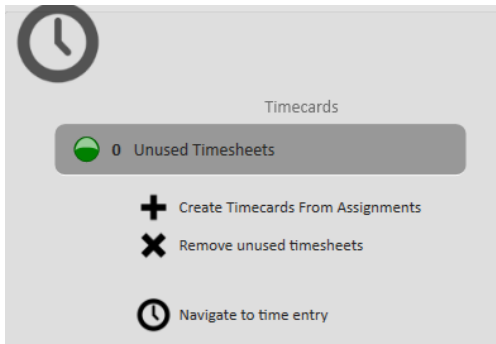 Timecards
0 Unused Timesheets
Create Timecards From Assignments
Remove unused timesheets
Navigate to time entry